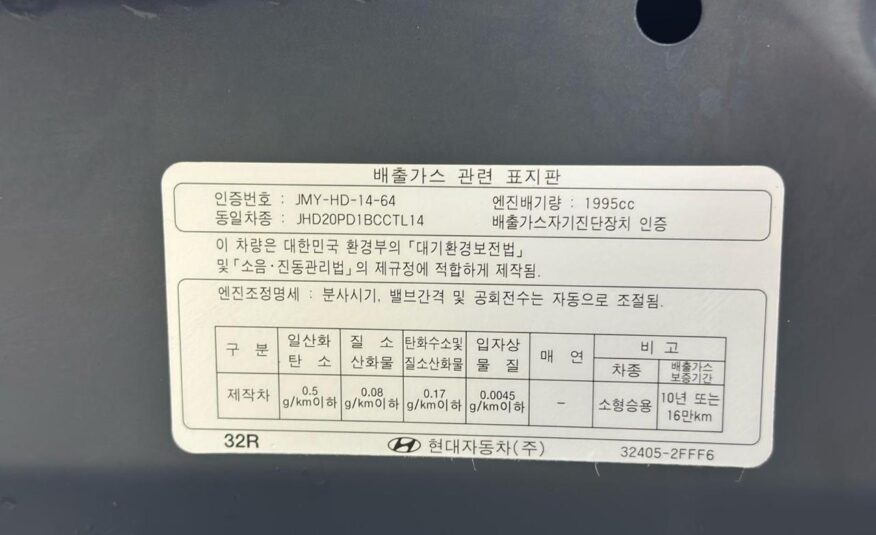 배출가스 관련 표지판
인증번호 : JMY-HD-14-64 엔진배기량 : 1995cc
동일차종 : JHD20PD1BCCTL14 배출가스자기진단장치 인증
이 차량은 대한민국 환경부의 「대기환경보전법」
및 「소음·진동관리법」의 제규정에 적합하게 제작됨.
엔진조정명세 : 분사시기, 밸브간격 및 공회전수는 자동으로 조절됨.
구 분 일산화 탄 소 질 소 산화물 탄화수소및 질소산화물 입자상 물 질 매 연 비 고
차종 배출가스 보증기간
제작차 0.5 g/km이하 0.08 g/km이하 0.17 g/km이하 0.0045 g/km이하 - 소형승용 10년 또는 16만km
32R 현대자동차(주) 32405-2FFF6